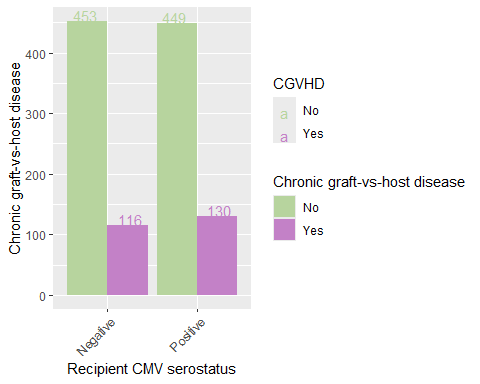 453
449
116
130
400
300
200
100
0
Chronic graft-vs-host disease
Negative
Positive
Recipient CMV serostatus
CGVHD
a No
a Yes
Chronic graft-vs-host disease
No
Yes